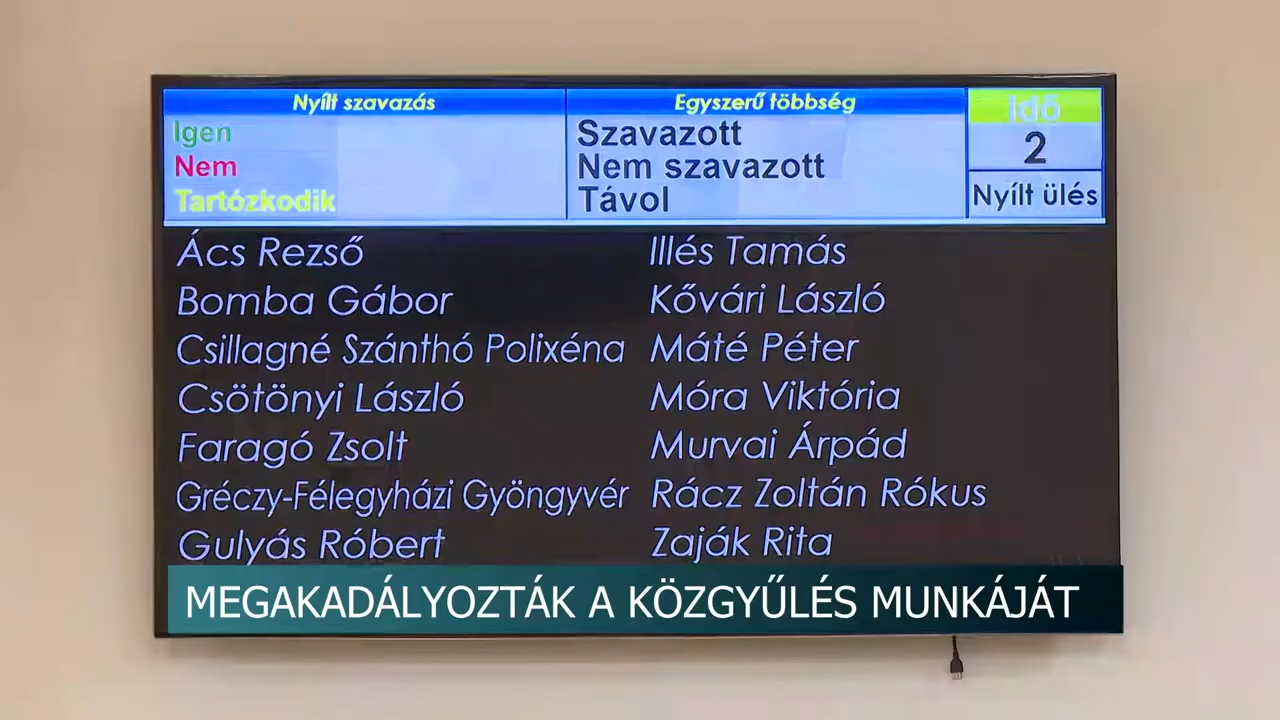 Nyílt szavazás
Igen
Nem
Tartózkodik
Egyszerű többség
Szavazott
Nem szavazott
Távol
Idő
2
Nyílt ülés
Ács Rezső
Bomba Gábor
Csillagné Szánthó Polixéna
Csötönyi László
Faragó Zsolt
Gréczy-Félegyházi Gyöngyvér
Gulyás Róbert
Illés Tamás
Kővári László
Máté Péter
Móra Viktória
Murvai Árpád
Rácz Zoltán Rókus
Zaják Rita
MEGAKADÁLYOZTÁK A KÖZGYŰLÉS MUNKÁJÁT